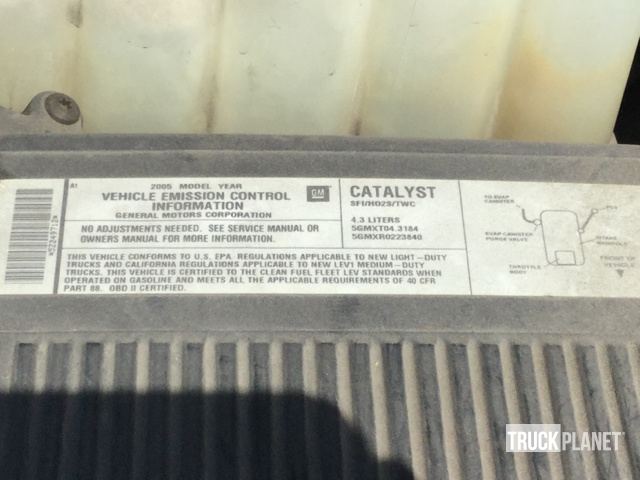 A1
2005 MODEL YEAR
VEHICLE EMISSION CONTROL
INFORMATION
GENERAL MOTORS CORPORATION
GM
CATALYST
SFI/HO2S/TWC
NO ADJUSTMENTS NEEDED. SEE SERVICE MANUAL OR
OWNERS MANUAL FOR MORE INFORMATION.
4.3 LITERS
5GMXT04.3184
5GMXR0223840
THIS VEHICLE CONFORMS TO U.S. EPA REGULATIONS APPLICABLE TO NEW LIGHT-DUTY
TRUCKS AND CALIFORNIA REGULATIONS APPLICABLE TO NEW LEV1 MEDIUM-DUTY
TRUCKS. THIS VEHICLE IS CERTIFIED TO THE CLEAN FUEL FLEET LEV STANDARDS WHEN
OPERATED ON GASOLINE AND MEETS ALL THE APPLICABLE REQUIREMENTS OF 40 CFR
PART 88. OBD II CERTIFIED.
TO EVAP
CANISTER
EVAP CANISTER
PURGE VALVE
INTAKE
MANIFOLD
THROTTLE
BODY
FRONT OF
VEHICLE
TRUCKPLANET